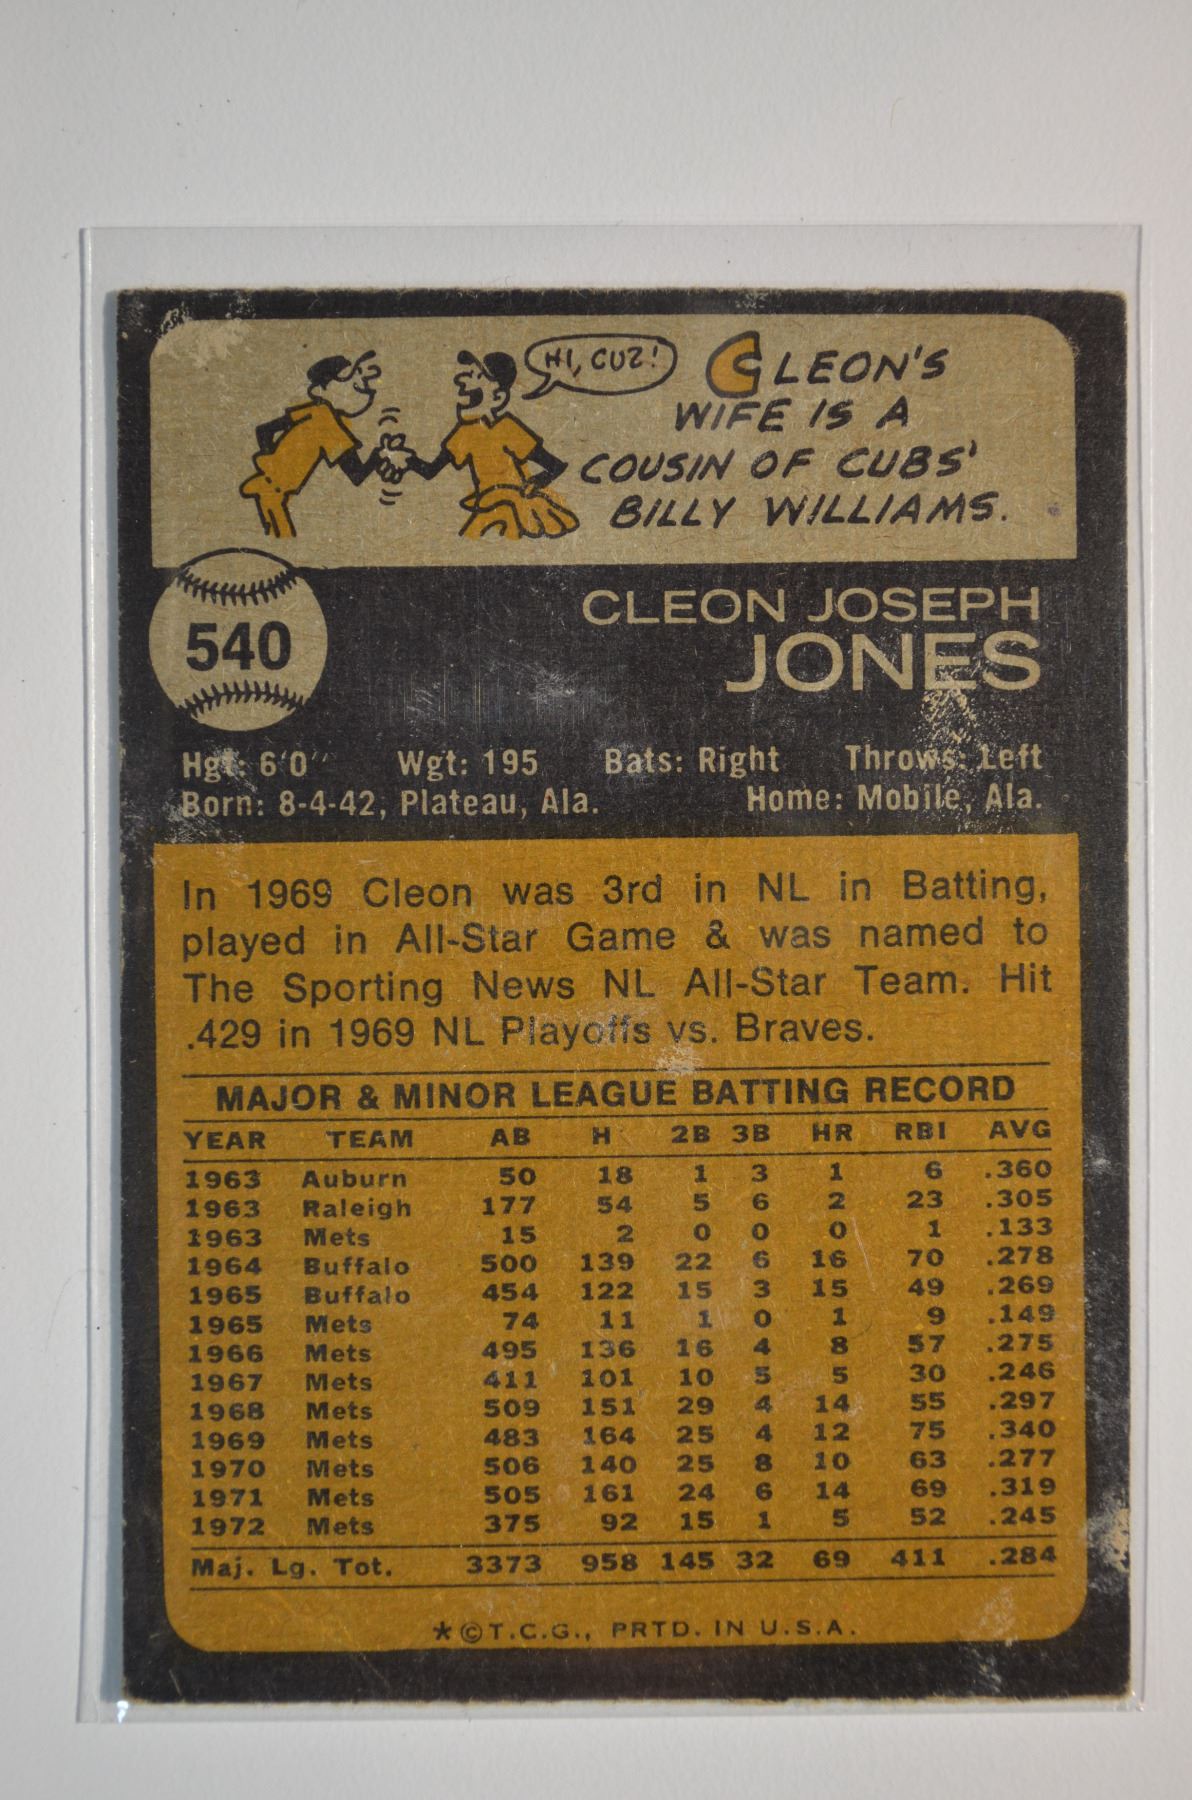 HI, CUZ!
CLEON'S
WIFE IS A
COUSIN OF CUBS'
BILLY WILLIAMS.
540
CLEON JOSEPH
JONES
Hgt: 6'0" Wgt: 195 Bats: Right Throws: Left
Born: 8-4-42, Plateau, Ala. Home: Mobile, Ala.
In 1969 Cleon was 3rd in NL in Batting,
played in All-Star Game & was named to
The Sporting News NL All-Star Team. Hit
.429 in 1969 NL Playoffs vs. Braves.
MAJOR & MINOR LEAGUE BATTING RECORD
YEAR TEAM AB H 2B 3B HR RBI AVG
1963 Auburn 50 18 1 3 1 6 .360
1963 Raleigh 177 54 5 6 2 23 .305
1963 Mets 15 2 0 0 0 1 .133
1964 Buffalo 500 139 22 6 16 70 .278
1965 Buffalo 454 122 15 3 15 49 .269
1965 Mets 74 11 1 0 1 9 .149
1966 Mets 495 136 16 4 8 57 .275
1967 Mets 411 101 10 5 5 30 .246
1968 Mets 509 151 29 4 14 55 .297
1969 Mets 483 164 25 4 12 75 .340
1970 Mets 506 140 25 8 10 63 .277
1971 Mets 505 161 24 6 14 69 .319
1972 Mets 375 92 15 1 5 52 .245
Maj. Lg. Tot. 3373 958 145 32 69 411 .284
*©T.C.G., PRTD. IN U.S.A.